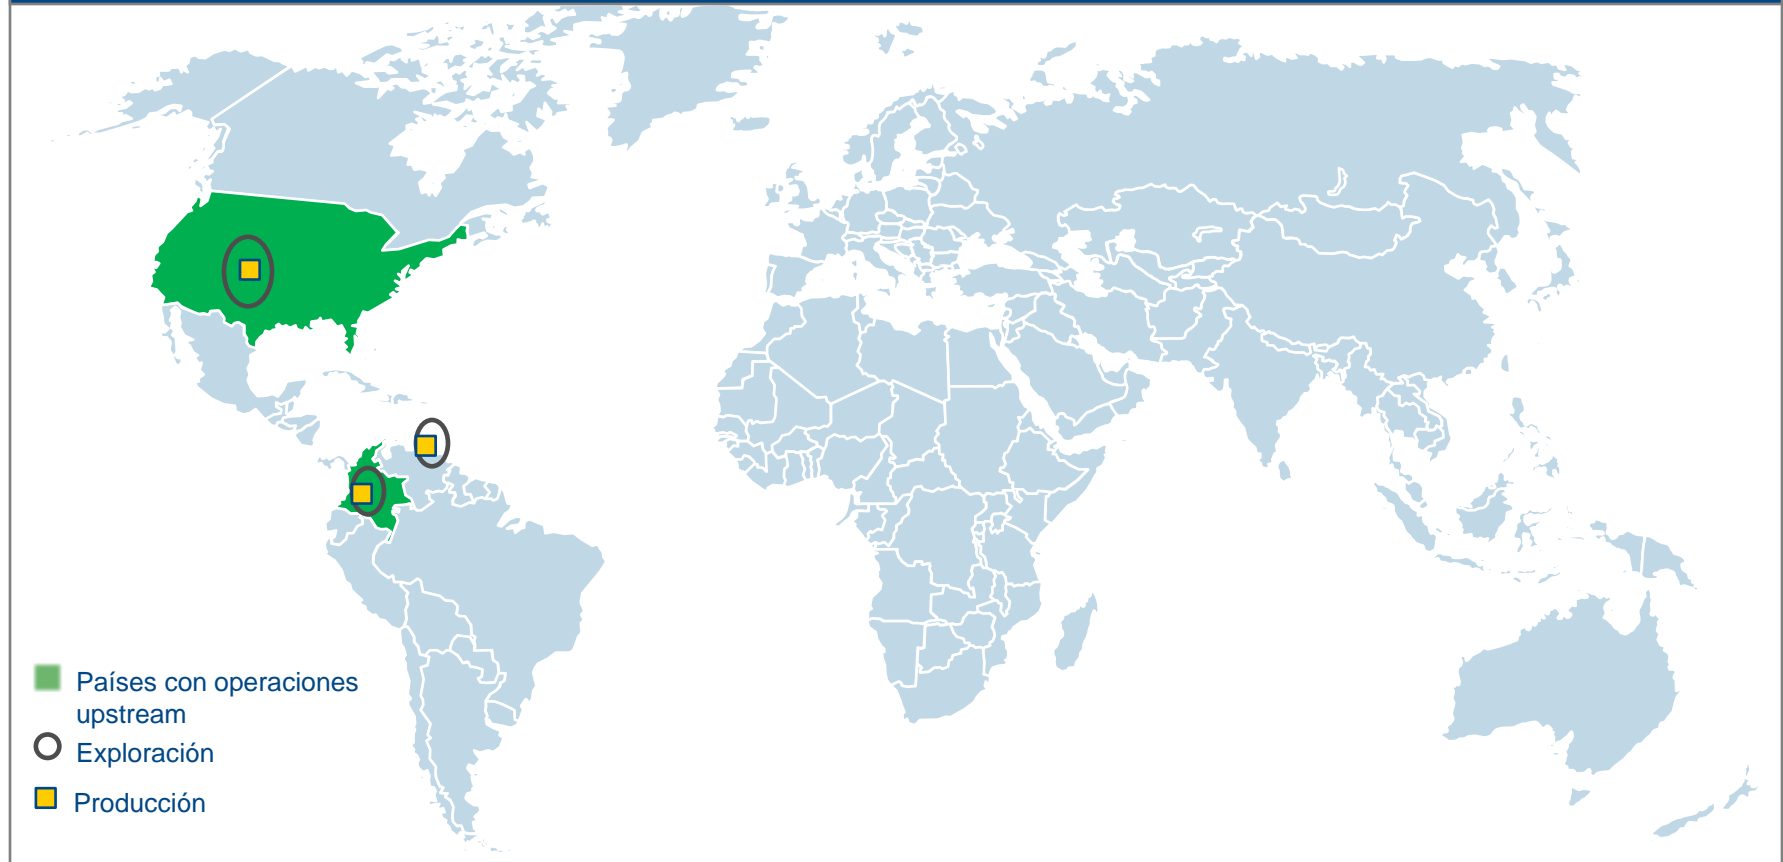 Países con operaciones
upstream
Exploración
Producción